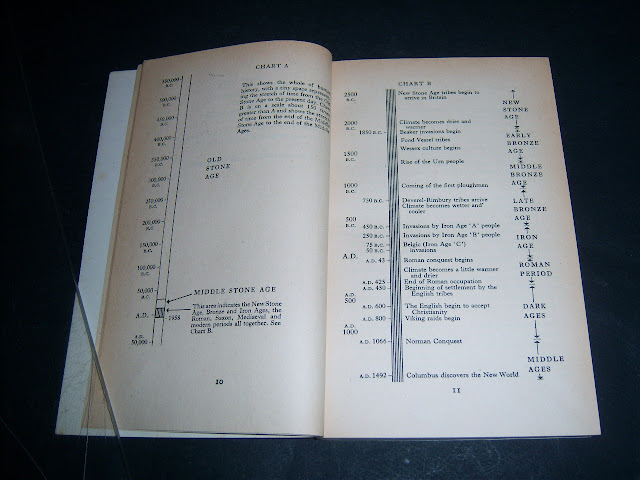 CHART A
This shows the whole of human
history, with a tiny space represent-
ing the stretch of time from the
Stone Age to the present day. Chart
B is on a scale about 150 times
greater than A and shows the stretch
of time from the end of the
Stone Age to the end of the Middle
Ages.
550,000
B.C.
500,000
B.C.
450,000
B.C.
400,000
B.C.
350,000
B.C.
300,000
B.C.
250,000
B.C.
200,000
B.C.
150,000
B.C.
100,000
B.C.
50,000
B.C.
A.D.
A.D.
50,000
OLD
STONE
AGE
MIDDLE STONE AGE
1958
This area indicates the New Stone
Age, Bronze and Iron Ages, the
Roman, Saxon, Mediaeval and
modern periods all together. See
Chart B.
10
CHART B
2500
B.C.
New Stone Age tribes begin to
arrive in Britain
NEW
STONE
AGE
2000
B.C.
Climate becomes drier and
warmer
1850 B.C. Beaker invasions begin
Food Vessel tribes
EARLY
BRONZE
AGE
Wessex culture begins
1500
B.C.
Rise of the Urn people
MIDDLE
BRONZE
AGE
1000
B.C.
Coming of the first ploughmen
750 B.C. Deverel-Rimbury tribes arrive
Climate becomes wetter and
cooler
LATE
BRONZE
AGE
500
B.C.
450 B.C. Invasions by Iron Age 'A' people
250 B.C. Invasions by Iron Age 'B' people
75 B.C. Belgic (Iron Age 'C')
50 B.C. invasions
IRON
AGE
A.D.
A.D. 43 Roman conquest begins
Climate becomes a little warmer
and drier
ROMAN
PERIOD
A.D. 425 End of Roman occupation
A.D. 450 Beginning of settlement by the
English tribes
A.D.
500
A.D. 600 The English begin to accept
Christianity
A.D. 800 Viking raids begin
DARK
AGES
A.D.
1000
A.D. 1066 Norman Conquest
MIDDLE
AGES
A.D. 1492 Columbus discovers the New World
11